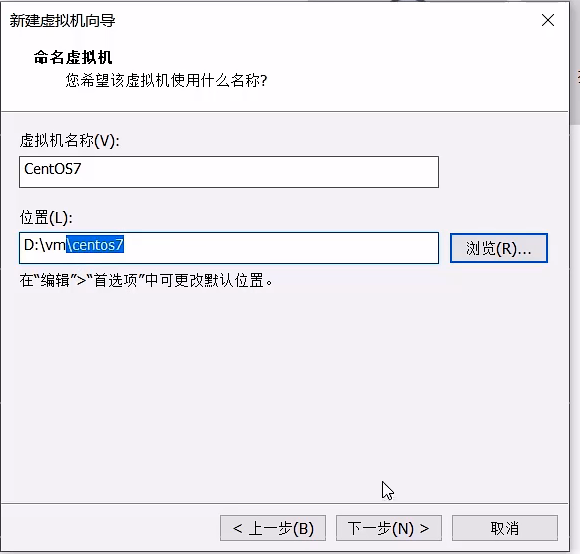 新建虚拟机向导
命名虚拟机
您希望该虚拟机使用什么名称?
虚拟机名称(V):
CentOS7
位置(L):
D:\vm\centos7
浏览(R)...
在“编辑”>“首选项”中可更改默认位置。
< 上一步(B)
下一步(N) >
取消